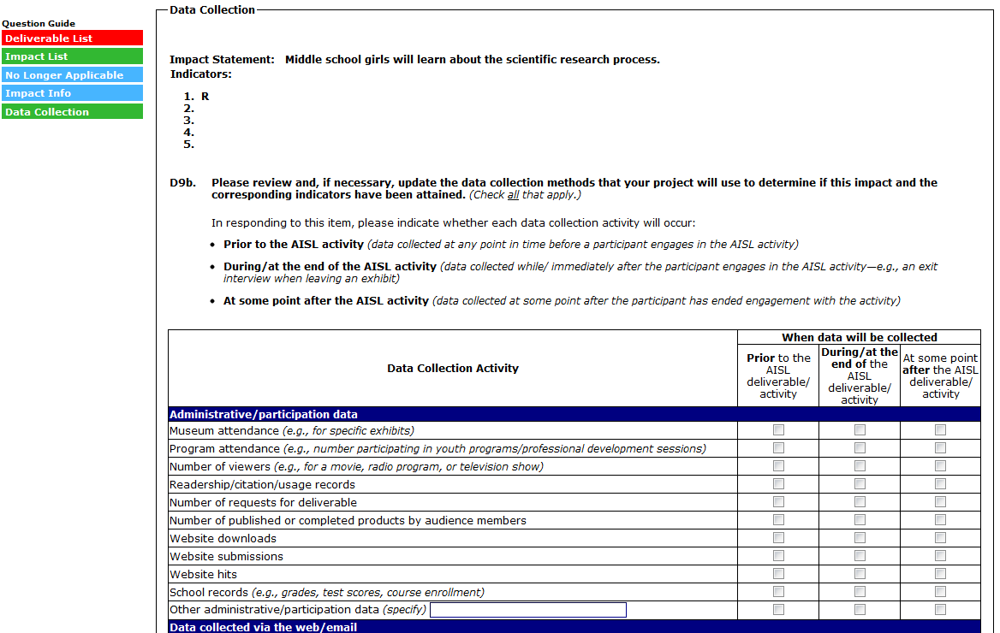 Data Collection
Question Guide
Deliverable List
Impact List
No Longer Applicable
Impact Info
Data Collection
Impact Statement: Middle school girls will learn about the scientific research process.
Indicators:
1. R
2.
3.
4.
5.
D9b. Please review and, if necessary, update the data collection methods that your project will use to determine if this impact and the
corresponding indicators have been attained. (Check all that apply.)
In responding to this item, please indicate whether each data collection activity will occur:
• Prior to the AISL activity (data collected at any point in time before a participant engages in the AISL activity)
• During/at the end of the AISL activity (data collected while/ immediately after the participant engages in the AISL activity—e.g., an exit
interview when leaving an exhibit)
• At some point after the AISL activity (data collected at some point after the participant has ended engagement with the activity)
Data Collection Activity
When data will be collected
Prior to the
AISL
deliverable/
activity
During/at the
end of the
AISL
deliverable/
activity
At some point
after the AISL
deliverable/
activity
Administrative/participation data
Museum attendance (e.g., for specific exhibits)
Program attendance (e.g., number participating in youth programs/professional development sessions)
Number of viewers (e.g., for a movie, radio program, or television show)
Readership/citation/usage records
Number of requests for deliverable
Number of published or completed products by audience members
Website downloads
Website submissions
Website hits
School records (e.g., grades, test scores, course enrollment)
Other administrative/participation data (specify)
Data collected via the web/email